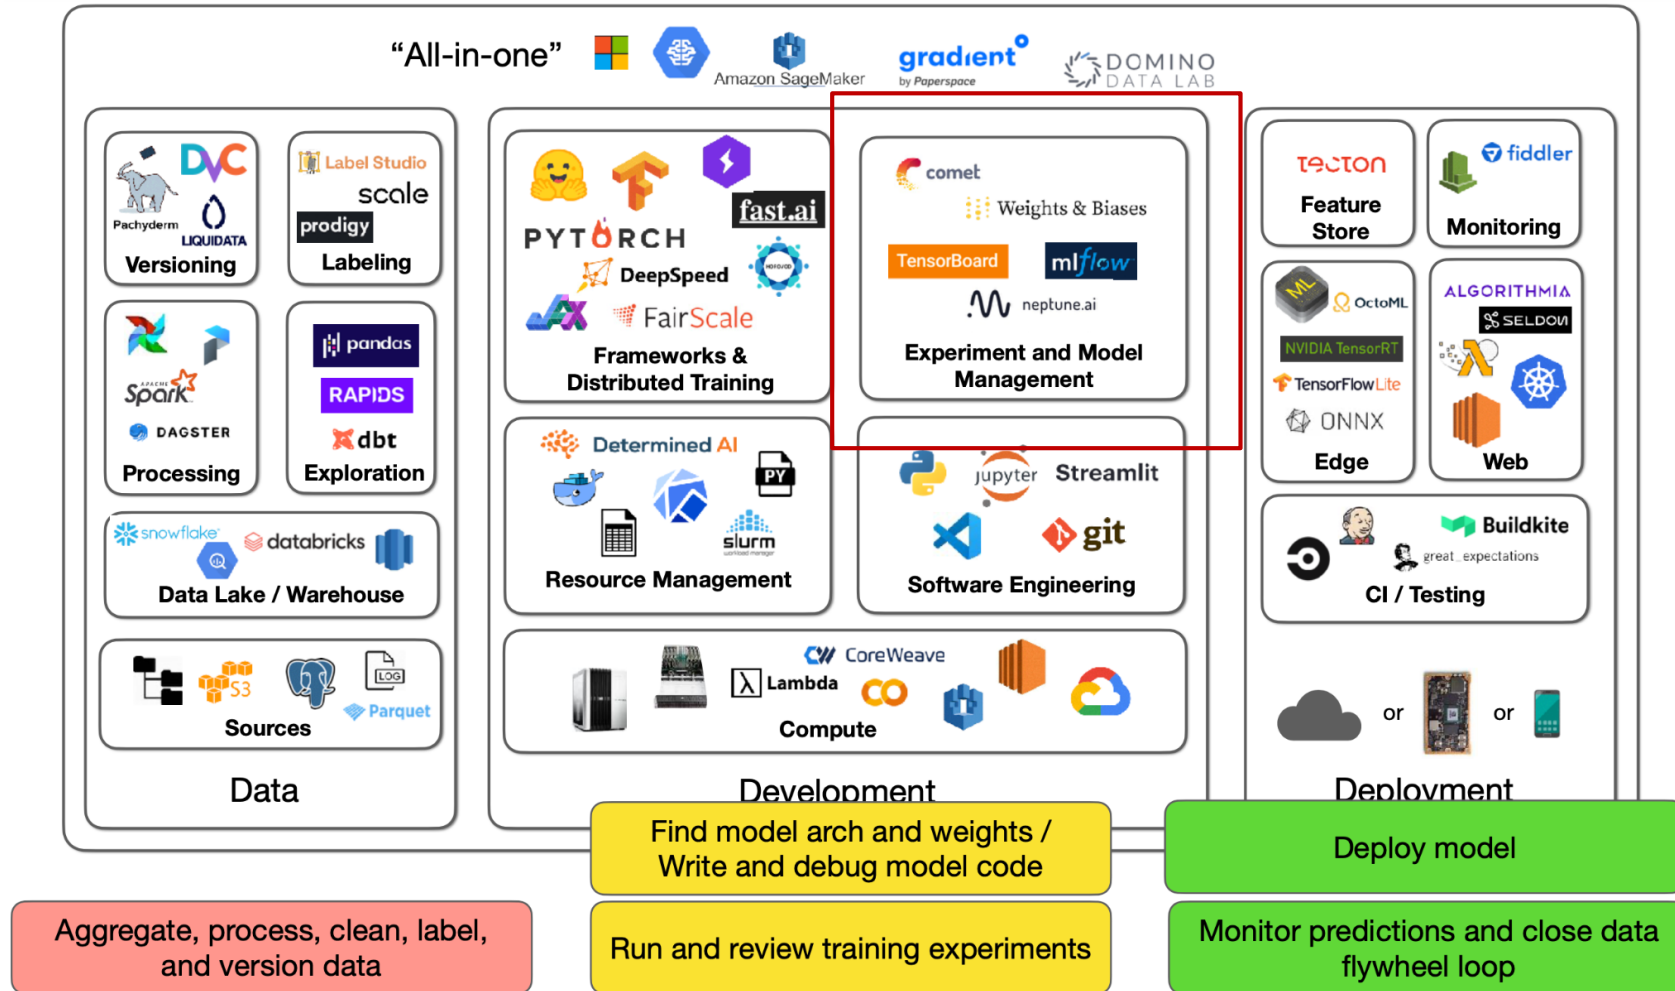 “All-in-one”
Amazon SageMaker
gradient
by Paperspace
DOMINO
DATA LAB
Pachyderm
DVC
LIQUIDATA
Versioning
Label Studio
scale
prodigy
Labeling
APACHE
Spark
DAGSTER
Processing
pandas
RAPIDS
dbt
Exploration
snowflake
databricks
Data Lake / Warehouse
S3
LOG
Parquet
Sources
Data
fast.ai
PYTORCH
DeepSpeed
HOROVOD
JAX
FairScale
Frameworks &
Distributed Training
comet
Weights & Biases
TensorBoard
mlflow
neptune.ai
Experiment and Model
Management
Determined AI
PY
slurm
workload manager
Resource Management
jupyter
Streamlit
git
Software Engineering
CoreWeave
Lambda
Compute
Development
TECTON
Feature
Store
fiddler
Monitoring
ML
OctoML
NVIDIA TensorRT
TensorFlow Lite
ONNX
Edge
ALGORITHMIA
SELDON
Web
Buildkite
great_expectations
CI / Testing
or
or
Deployment
Find model arch and weights /
Write and debug model code
Deploy model
Aggregate, process, clean, label,
and version data
Run and review training experiments
Monitor predictions and close data
flywheel loop